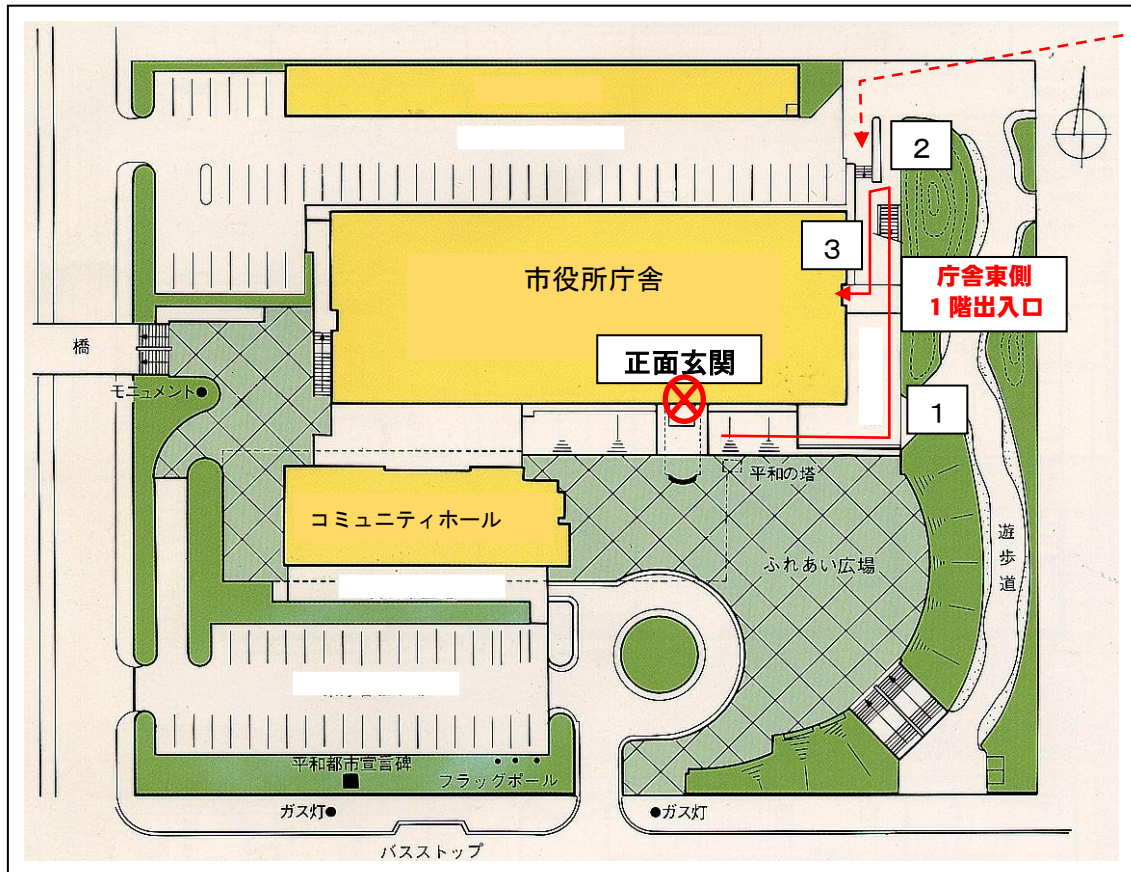 2
3
市役所庁舎
庁舎東側
1階出入口
正面玄関
橋
モニュメント
1
平和の塔
コミュニティホール
ふれあい広場
遊歩道
平和都市宣言碑
フラッグポール
ガス灯
ガス灯
バスストップ